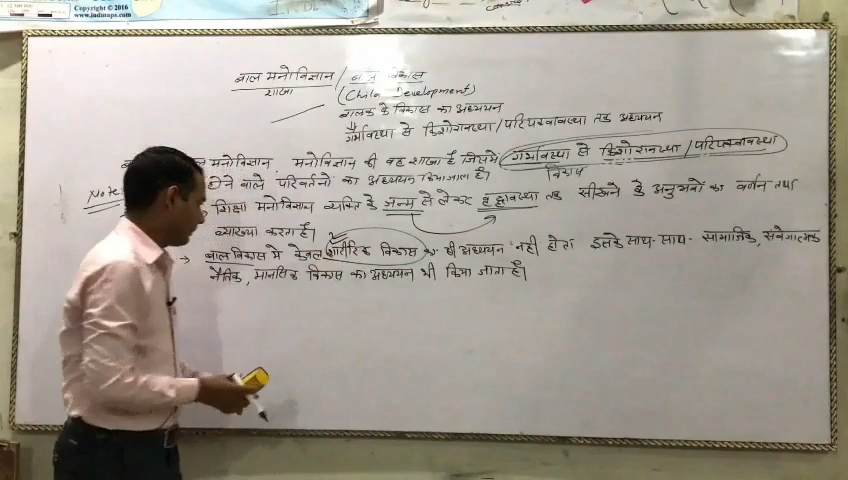 Copyright © 2016
www.indmaps.com
बाल मनोविज्ञान / बाल विकास
शाखा (Child Development)
बालक के विकास का अध्ययन
गर्भावस्था से किशोरावस्था / परिपक्वावस्था तक अध्ययन
मनोविज्ञान, मनोविज्ञान की वह शाखा है जिसमें गर्भावस्था से किशोरावस्था / परिपक्वावस्था
होने वाले परिवर्तनों का अध्ययन किया जाता है।
Note शिक्षा मनोविज्ञान व्यक्ति के जन्म से लेकर वृद्धावस्था तक सीखने के अनुभवों का वर्णन तथा
व्याख्या करता है।
→ बाल विकास में केवल शारीरिक विकास का ही अध्ययन नहीं होता इसके साथ-साथ- सामाजिक, संवेगात्मक
नैतिक, मानसिक विकास का अध्ययन भी किया जाता है।